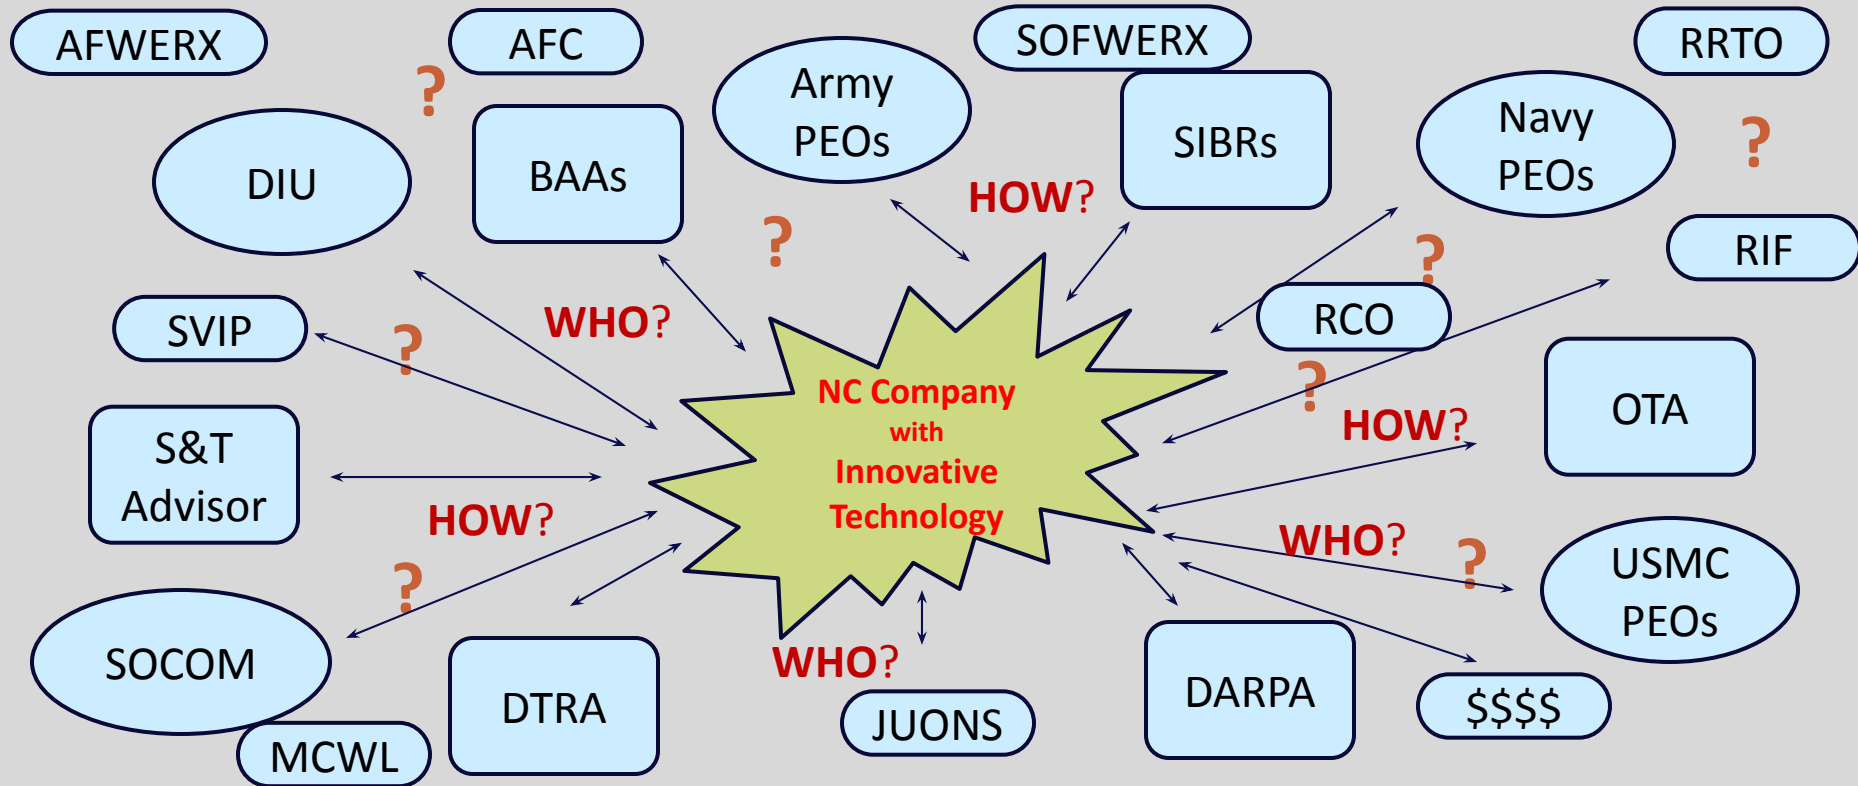 AFWERX
AFC
SOFWERX
RRTO
?
Army
PEOs
SIBRs
Navy
PEOs
?
DIU
BAAs
HOW?
?
?
RIF
SVIP
?
WHO?
RCO
?
NC Company
with
Innovative
Technology
HOW?
OTA
S&T
Advisor
HOW?
?
WHO?
?
USMC
PEOs
SOCOM
MCWL
DTRA
WHO?
JUONS
DARPA
$$$$